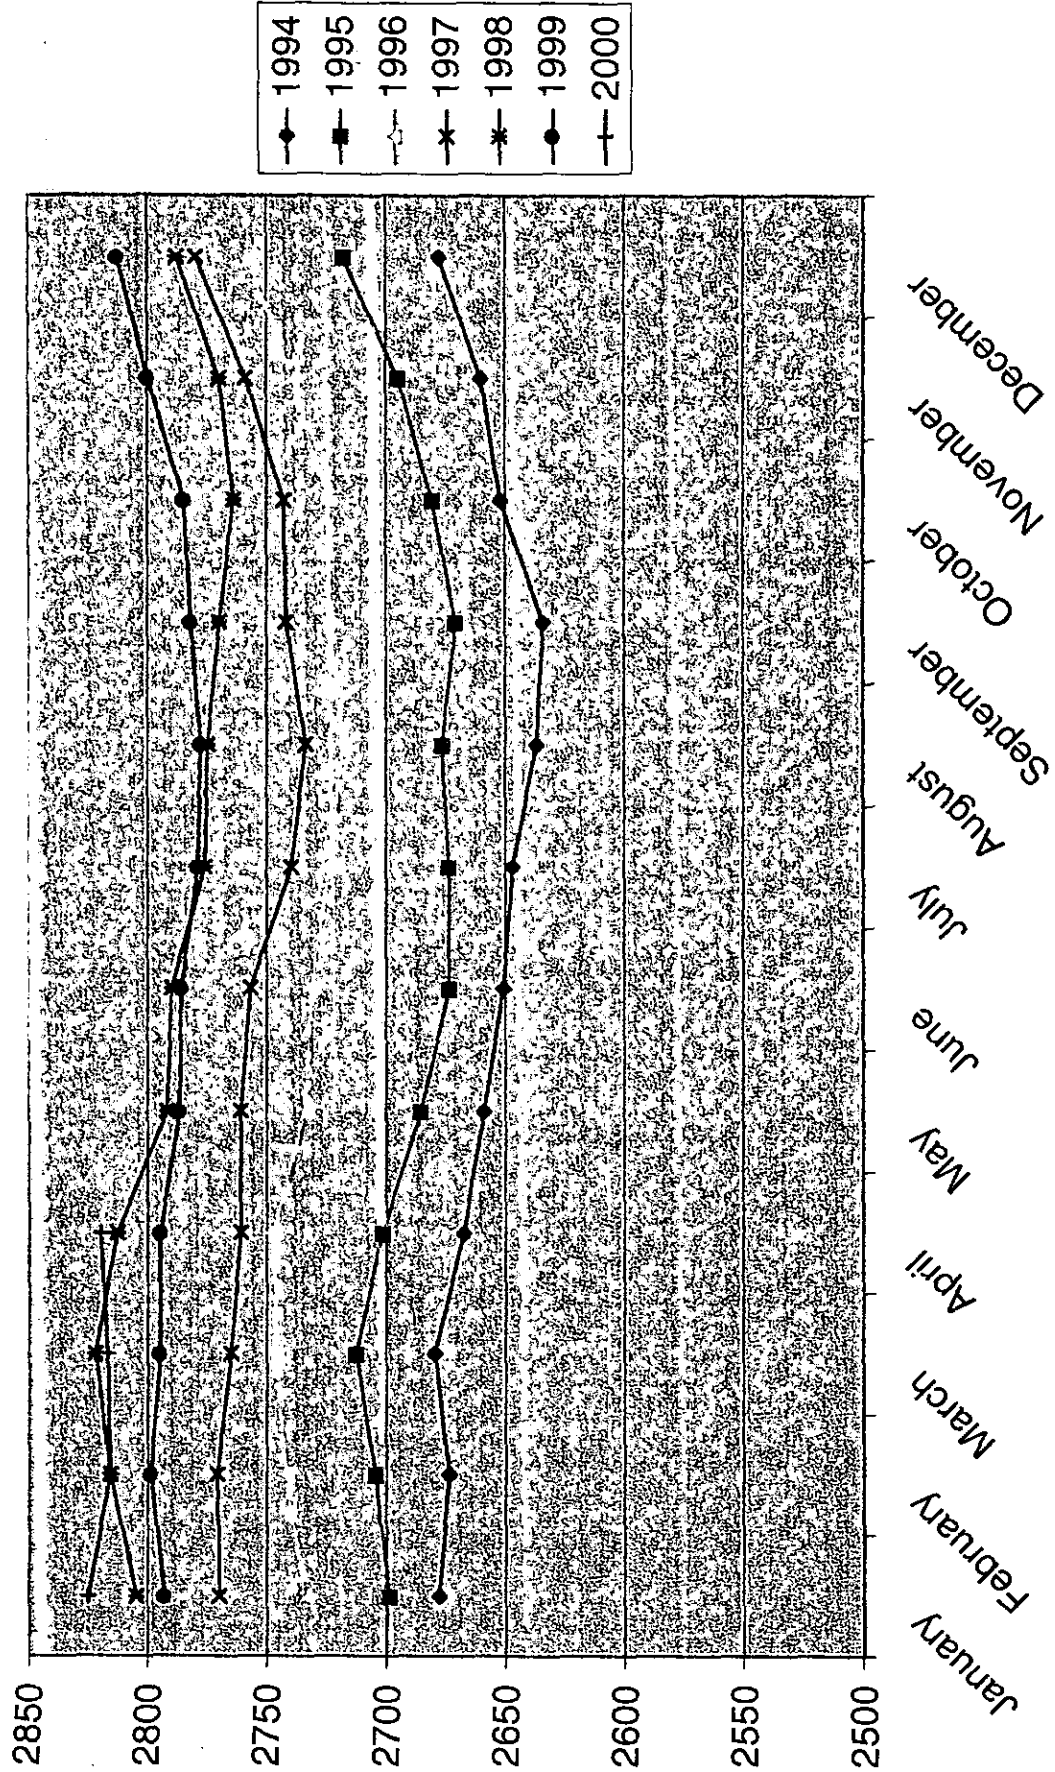 2850
2800
2750
2700
2650
2600
2550
2500
January
February
March
April
May
June
July
August
September
October
November
December
1994
1995
1996
1997
1998
1999
2000